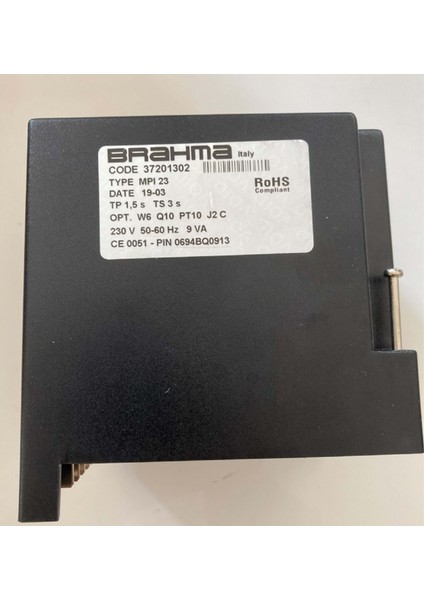 BRAHMA Italy
CODE 37201302
TYPE MPI 23
DATE 19-03
TP 1,5 s TS 3 s
OPT. W6 Q10 PT10 J2 C
230 V 50-60 Hz 9 VA
CE 0051 - PIN 0694BQ0913
RoHS
Compliant